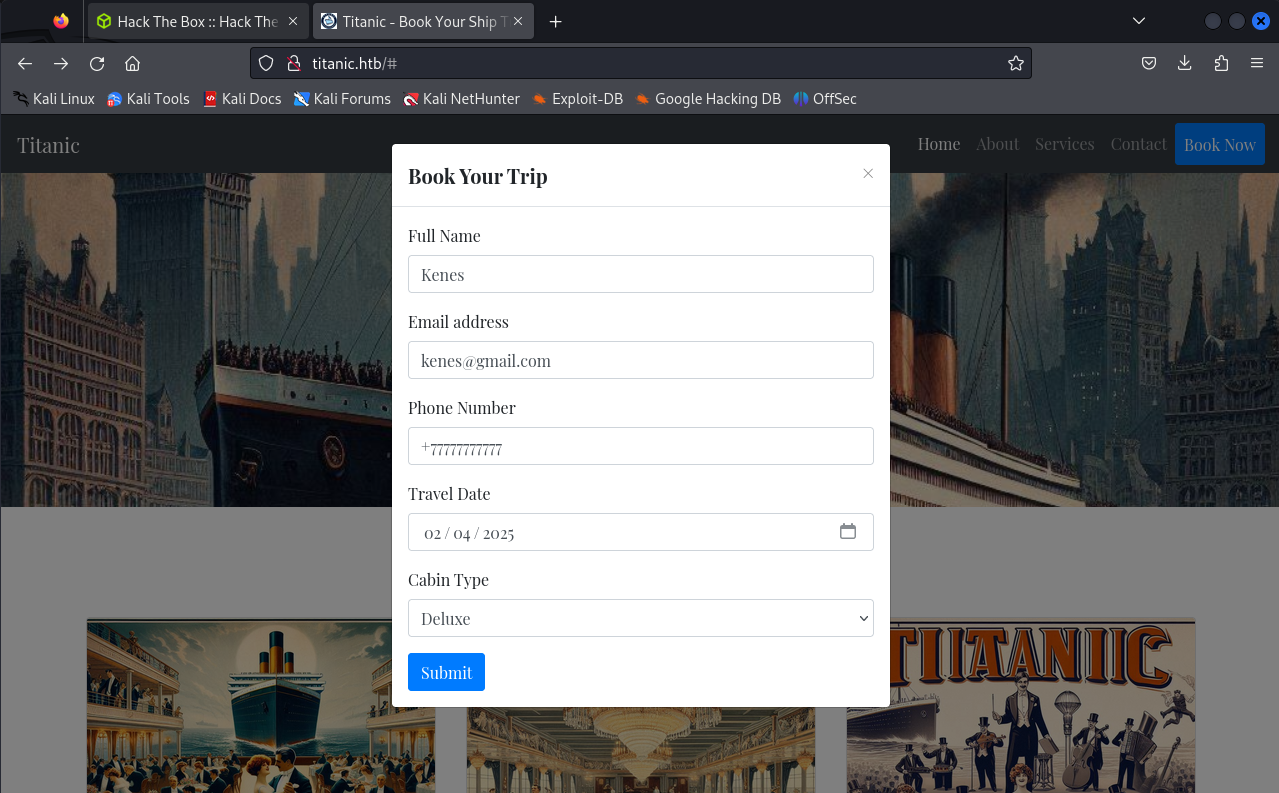 Hack The Box :: Hack The
Titanic - Book Your Ship T
titanic.htb/#
Kali Linux Kali Tools Kali Docs Kali Forums Kali NetHunter Exploit-DB Google Hacking DB OffSec
Titanic Home About Services Contact Book Now
Book Your Trip
Full Name
Kenes
Email address
kenes@gmail.com
Phone Number
+77777777777
Travel Date
02 / 04 / 2025
Cabin Type
Deluxe
Submit
TITANIC